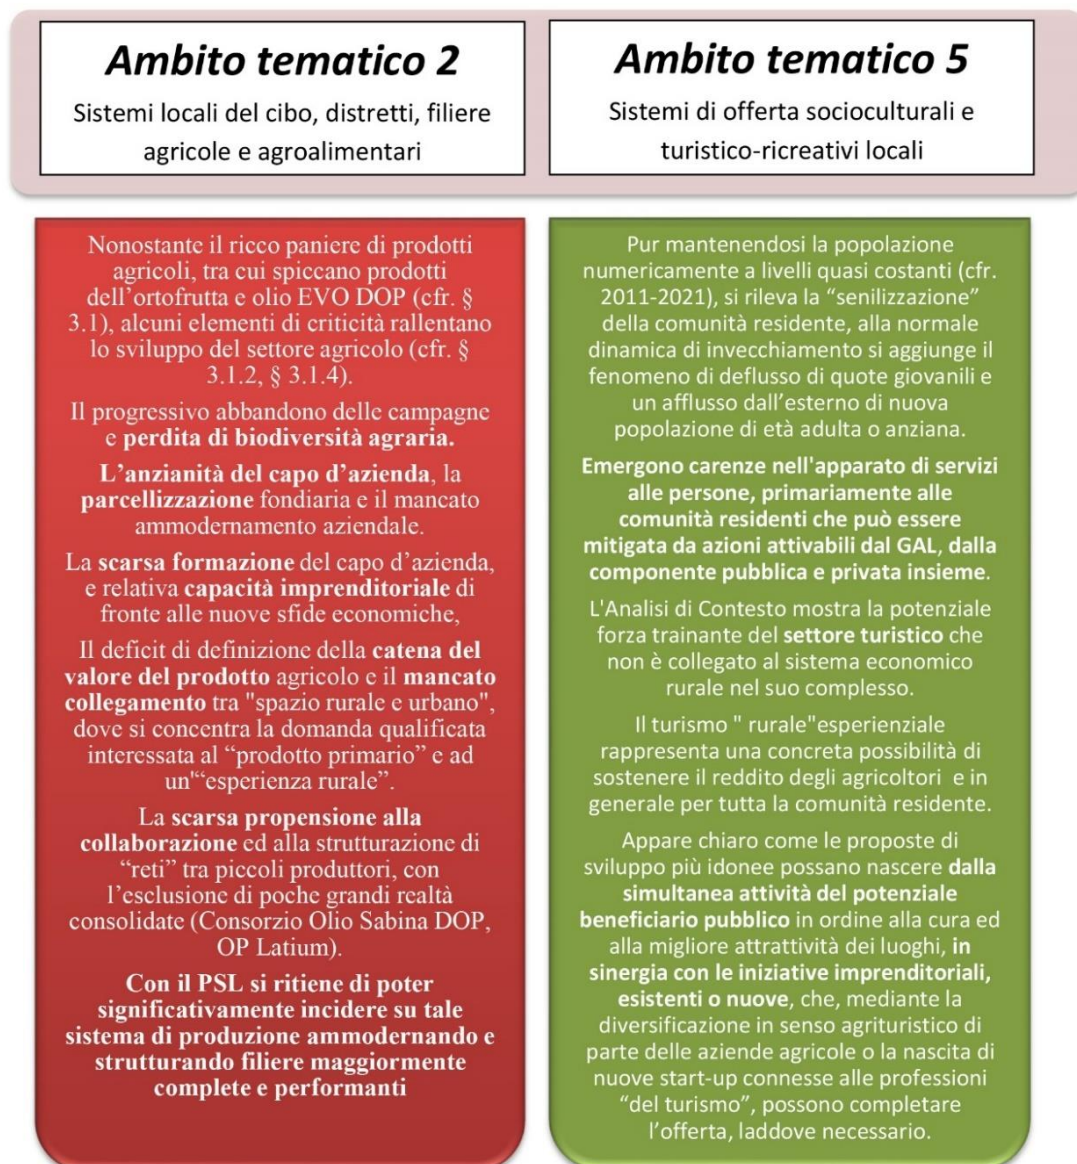 Ambito tematico 2
Sistemi locali del cibo, distretti, filiere
agricole e agroalimentari
Ambito tematico 5
Sistemi di offerta socioculturali e
turistico-ricreativi locali
Nonostante il ricco paniere di prodotti
agricoli, tra cui spiccano prodotti
dell’ortofrutta e olio EVO DOP (cfr. §
3.1), alcuni elementi di criticità rallentano
lo sviluppo del settore agricolo (cfr. §
3.1.2, § 3.1.4).
Il progressivo abbandono delle campagne
e perdita di biodiversità agraria.
L’anzianità del capo d’azienda, la
parcellizzazione fondiaria e il mancato
ammodernamento aziendale.
La scarsa formazione del capo d’azienda,
e relativa capacità imprenditoriale di
fronte alle nuove sfide economiche,
Il deficit di definizione della catena del
valore del prodotto agricolo e il mancato
collegamento tra "spazio rurale e urbano",
dove si concentra la domanda qualificata
interessata al “prodotto primario” e ad
un'“esperienza rurale”.
La scarsa propensione alla
collaborazione ed alla strutturazione di
“reti” tra piccoli produttori, con
l’esclusione di poche grandi realtà
consolidate (Consorzio Olio Sabina DOP,
OP Latium).
Con il PSL si ritiene di poter
significativamente incidere su tale
sistema di produzione ammodernando e
strutturando filiere maggiormente
complete e performanti
Pur mantenendosi la popolazione
numericamente a livelli quasi costanti (cfr.
2011-2021), si rileva la “senilizzazione”
della comunità residente, alla normale
dinamica di invecchiamento si aggiunge il
fenomeno di deflusso di quote giovanili e
un afflusso dall’esterno di nuova
popolazione di età adulta o anziana.
Emergono carenze nell'apparato di servizi
alle persone, primariamente alle
comunità residenti che può essere
mitigata da azioni attivabili dal GAL, dalla
componente pubblica e privata insieme.
L'Analisi di Contesto mostra la potenziale
forza trainante del settore turistico che
non è collegato al sistema economico
rurale nel suo complesso.
Il turismo " rurale"esperienziale
rappresenta una concreta possibilità di
sostenere il reddito degli agricoltori e in
generale per tutta la comunità residente.
Appare chiaro come le proposte di
sviluppo più idonee possano nascere dalla
simultanea attività del potenziale
beneficiario pubblico in ordine alla cura ed
alla migliore attrattività dei luoghi, in
sinergia con le iniziative imprenditoriali,
esistenti o nuove, che, mediante la
diversificazione in senso agrituristico di
parte delle aziende agricole o la nascita di
nuove start-up connesse alle professioni
“del turismo”, possono completare
l’offerta, laddove necessario.